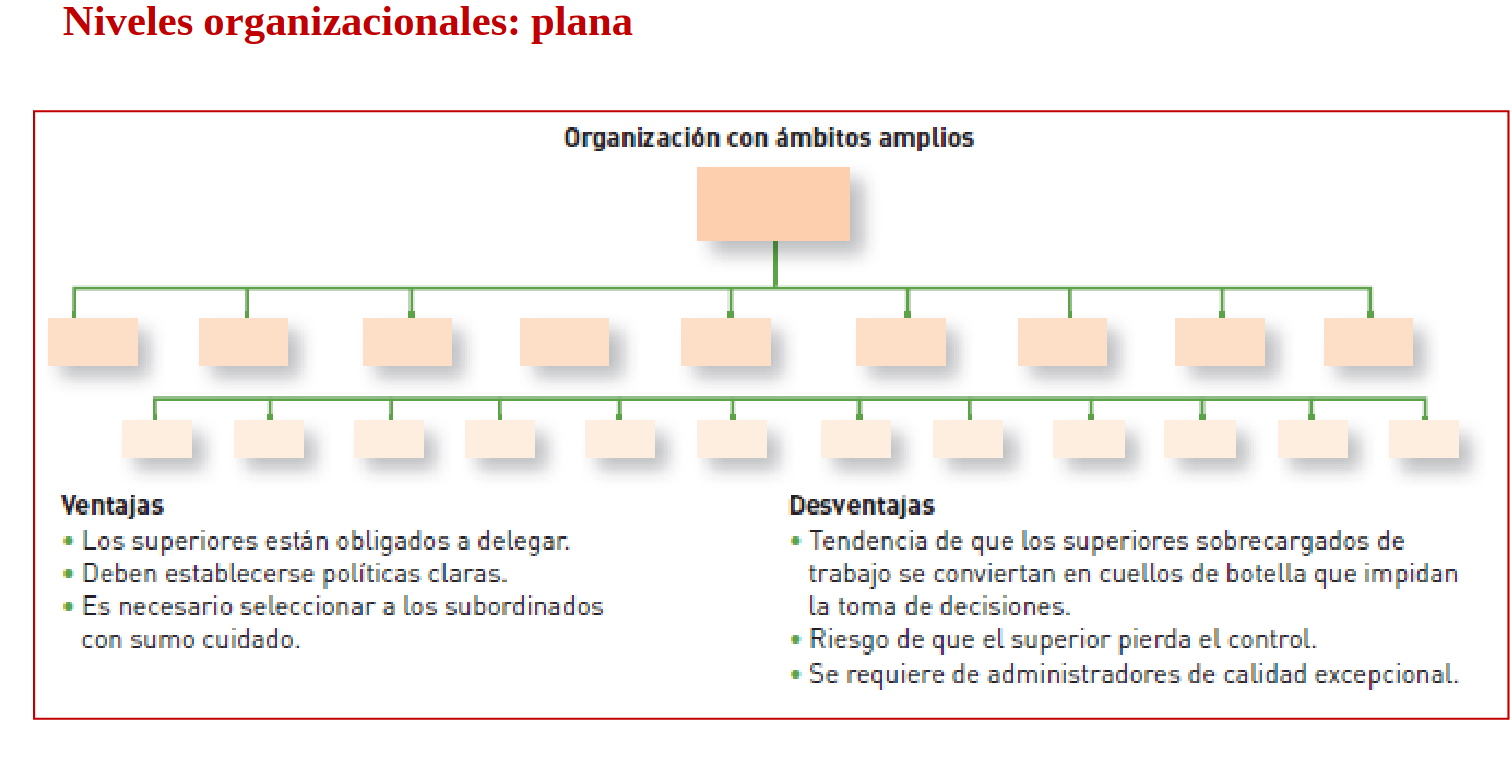 Niveles organizacionales: plana
Organización con ámbitos amplios
Ventajas
• Los superiores están obligados a delegar.
• Deben establecerse políticas claras.
• Es necesario seleccionar a los subordinados
con sumo cuidado.
Desventajas
• Tendencia de que los superiores sobrecargados de
trabajo se conviertan en cuellos de botella que impidan
la toma de decisiones.
• Riesgo de que el superior pierda el control.
• Se requiere de administradores de calidad excepcional.